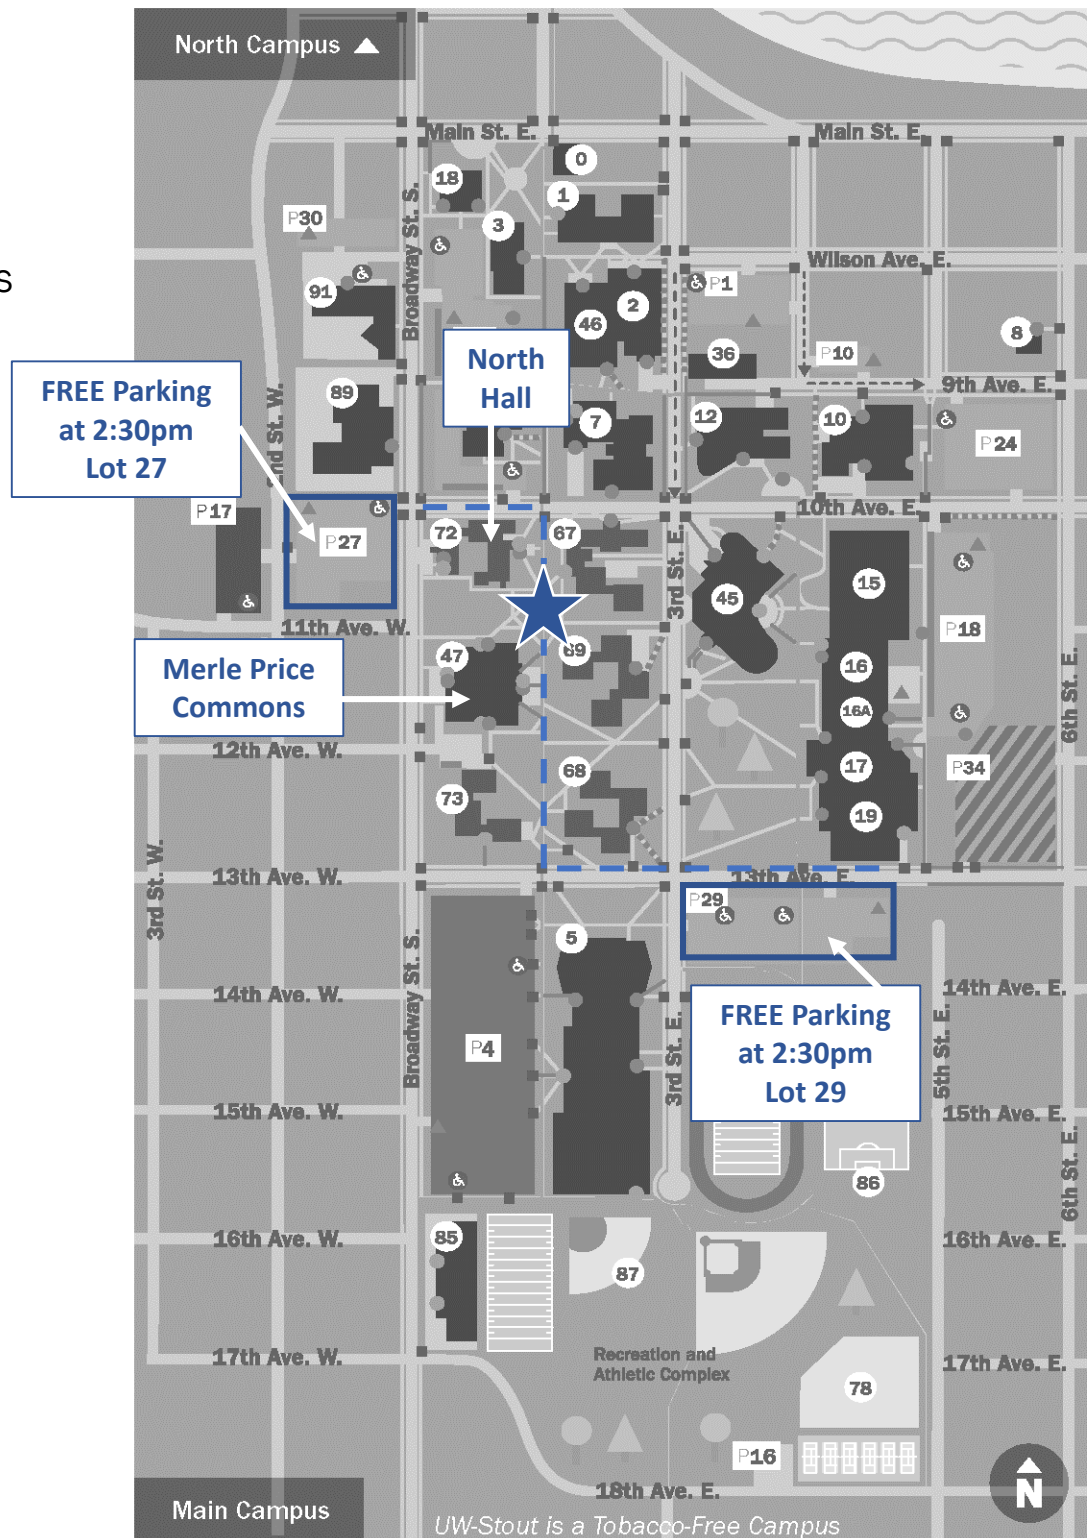 North Campus
Main St. E.
Main St. E.
0
18
1
Broadway St. S.
3
P30
Wilson Ave. E.
S
91
P1
2
46
8
North
Hall
36
P10
FREE Parking
at 2:30pm
Lot 27
9th Ave. E.
89
7
12
10
P24
2nd St. W.
P17
10th Ave. E.
P27
72
67
3rd St. E.
45
15
11th Ave. W.
P18
Merle Price
Commons
47
69
16
6th St. E.
16A
12th Ave. W.
17
P34
68
73
19
13th Ave. W.
13th Ave. E.
3rd St. W.
P29
5
Broadway St. S.
14th Ave. W.
14th Ave. E.
FREE Parking
at 2:30pm
Lot 29
P4
3rd St. E.
5th St. E.
15th Ave. W.
15th Ave. E.
6th St. E.
86
16th Ave. W.
85
16th Ave. E.
87
17th Ave. W.
Recreation and
Athletic Complex
17th Ave. E.
78
P16
18th Ave. E.
N
Main Campus
UW-Stout is a Tobacco-Free Campus